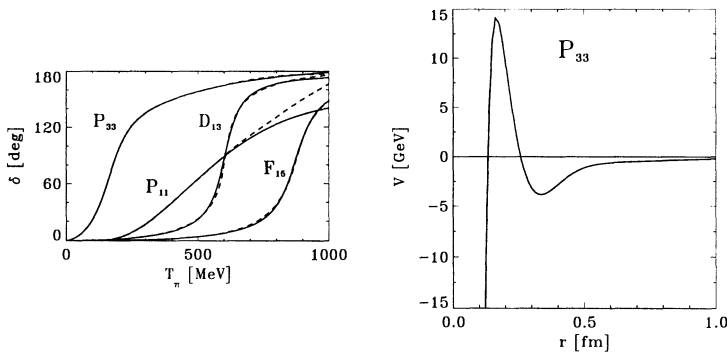 180
120
60
0
δ [deg]
P₃₃
D₁₃
P₁₁
F₁₅
0
500
1000
T_π [MeV]
15
10
5
0
−5
−10
−15
V [GeV]
P₃₃
0.0
0.5
1.0
r [fm]